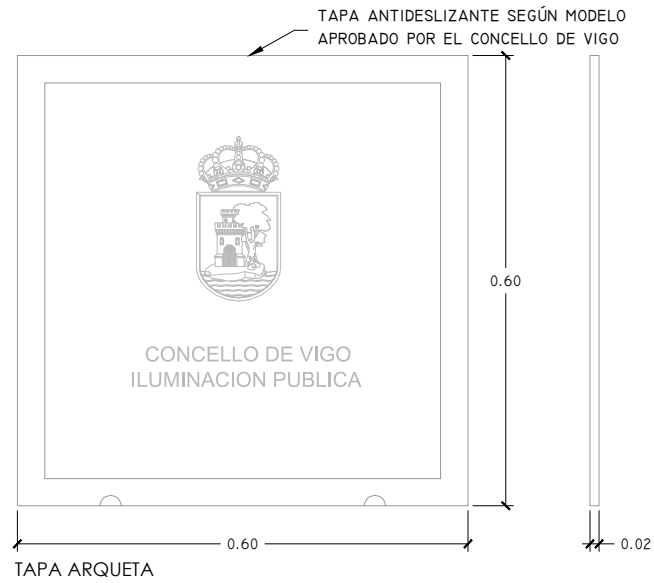 TAPA ANTIDESLIZANTE SEGÚN MODELO
APROBADO POR EL CONCELLO DE VIGO
0.60
CONCELLO DE VIGO
ILUMINACION PUBLICA
0.60
0.02
TAPA ARQUETA